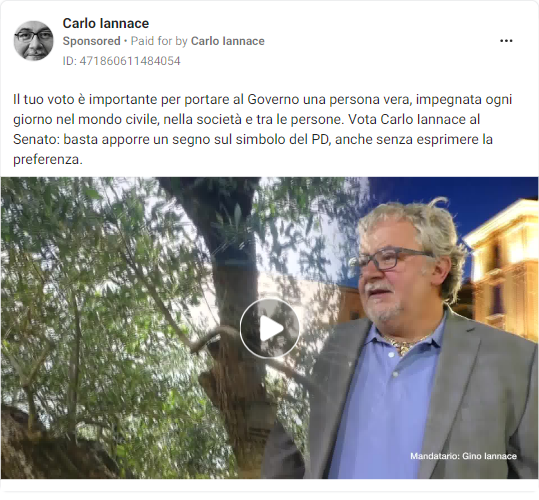 Carlo Iannace
Sponsored • Paid for by Carlo Iannace
ID: 471860611484054
Il tuo voto è importante per portare al Governo una persona vera, impegnata ogni
giorno nel mondo civile, nella società e tra le persone. Vota Carlo Iannace al
Senato: basta apporre un segno sul simbolo del PD, anche senza esprimere la
preferenza.
Mandatario: Gino Iannace